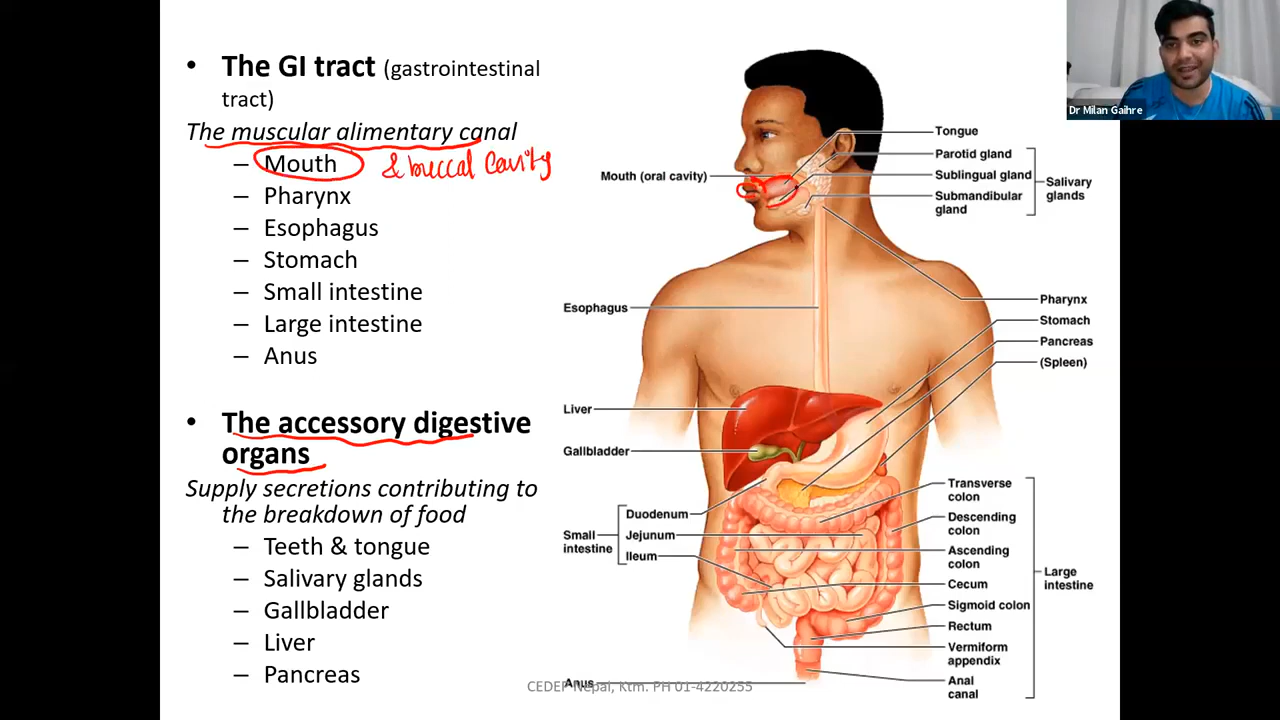 • The GI tract (gastrointestinal
tract)
The muscular alimentary canal
– Mouth & buccal cavity
– Pharynx
– Esophagus
– Stomach
– Small intestine
– Large intestine
– Anus
• The accessory digestive
organs
Supply secretions contributing to
the breakdown of food
– Teeth & tongue
– Salivary glands
– Gallbladder
– Liver
– Pancreas
Mouth (oral cavity)
Esophagus
Liver
Gallbladder
Small
intestine
Duodenum
Jejunum
Ileum
Anus
Tongue
Parotid gland
Sublingual gland
Submandibular
gland
Salivary
glands
Pharynx
Stomach
Pancreas
(Spleen)
Transverse
colon
Descending
colon
Ascending
colon
Cecum
Sigmoid colon
Rectum
Vermiform
appendix
Anal
canal
Large
intestine
CEDEP Nepal, Ktm. PH 01-4220255
Dr Milan Gaihre